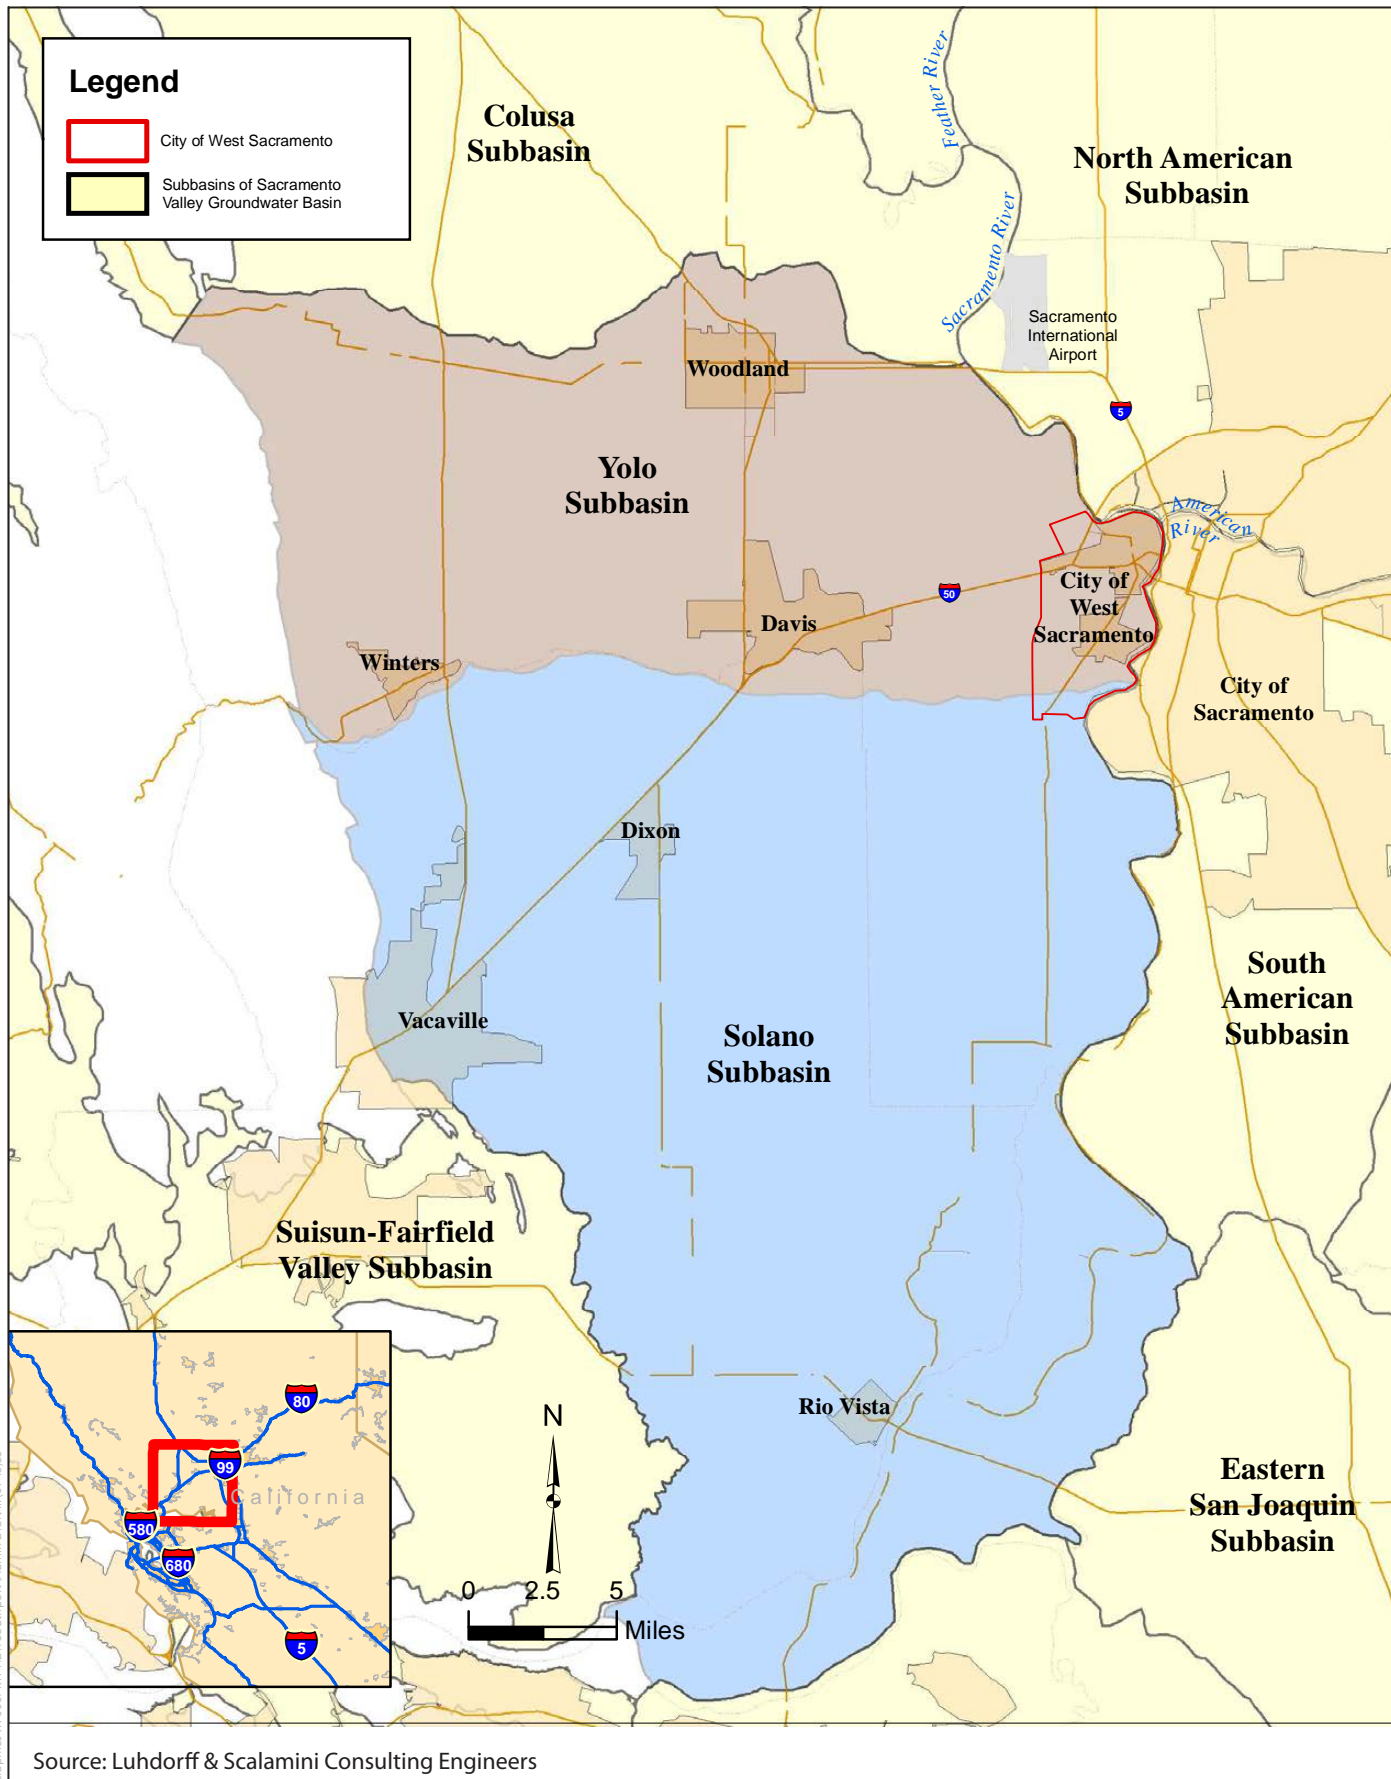 Legend
City of West Sacramento
Subbasins of Sacramento
Valley Groundwater Basin
Colusa
Subbasin
Feather River
North American
Subbasin
Sacramento River
Sacramento
International
Airport
Woodland
5
Yolo
Subbasin
American
River
50
City of
West
Sacramento
Davis
Winters
City of
Sacramento
Dixon
South
American
Subbasin
Vacaville
Solano
Subbasin
Suisun-Fairfield
Valley Subbasin
Rio Vista
Eastern
San Joaquin
Subbasin
80
99
California
580
680
5
N
0 2.5 5
Miles
Source: Luhdorff & Scalamini Consulting Engineers